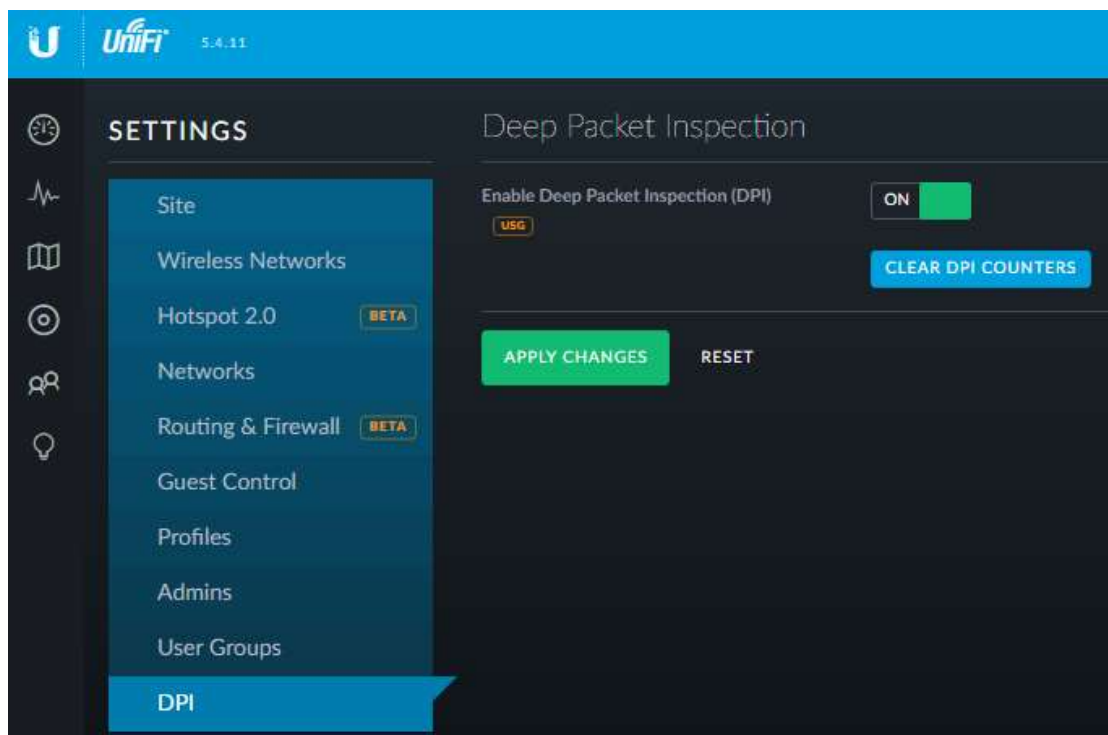 U UniFi 5.4.11
SETTINGS
Site
Wireless Networks
Hotspot 2.0 BETA
Networks
Routing & Firewall BETA
Guest Control
Profiles
Admins
User Groups
DPI
Deep Packet Inspection
Enable Deep Packet Inspection (DPI)
USG
ON
CLEAR DPI COUNTERS
APPLY CHANGES RESET